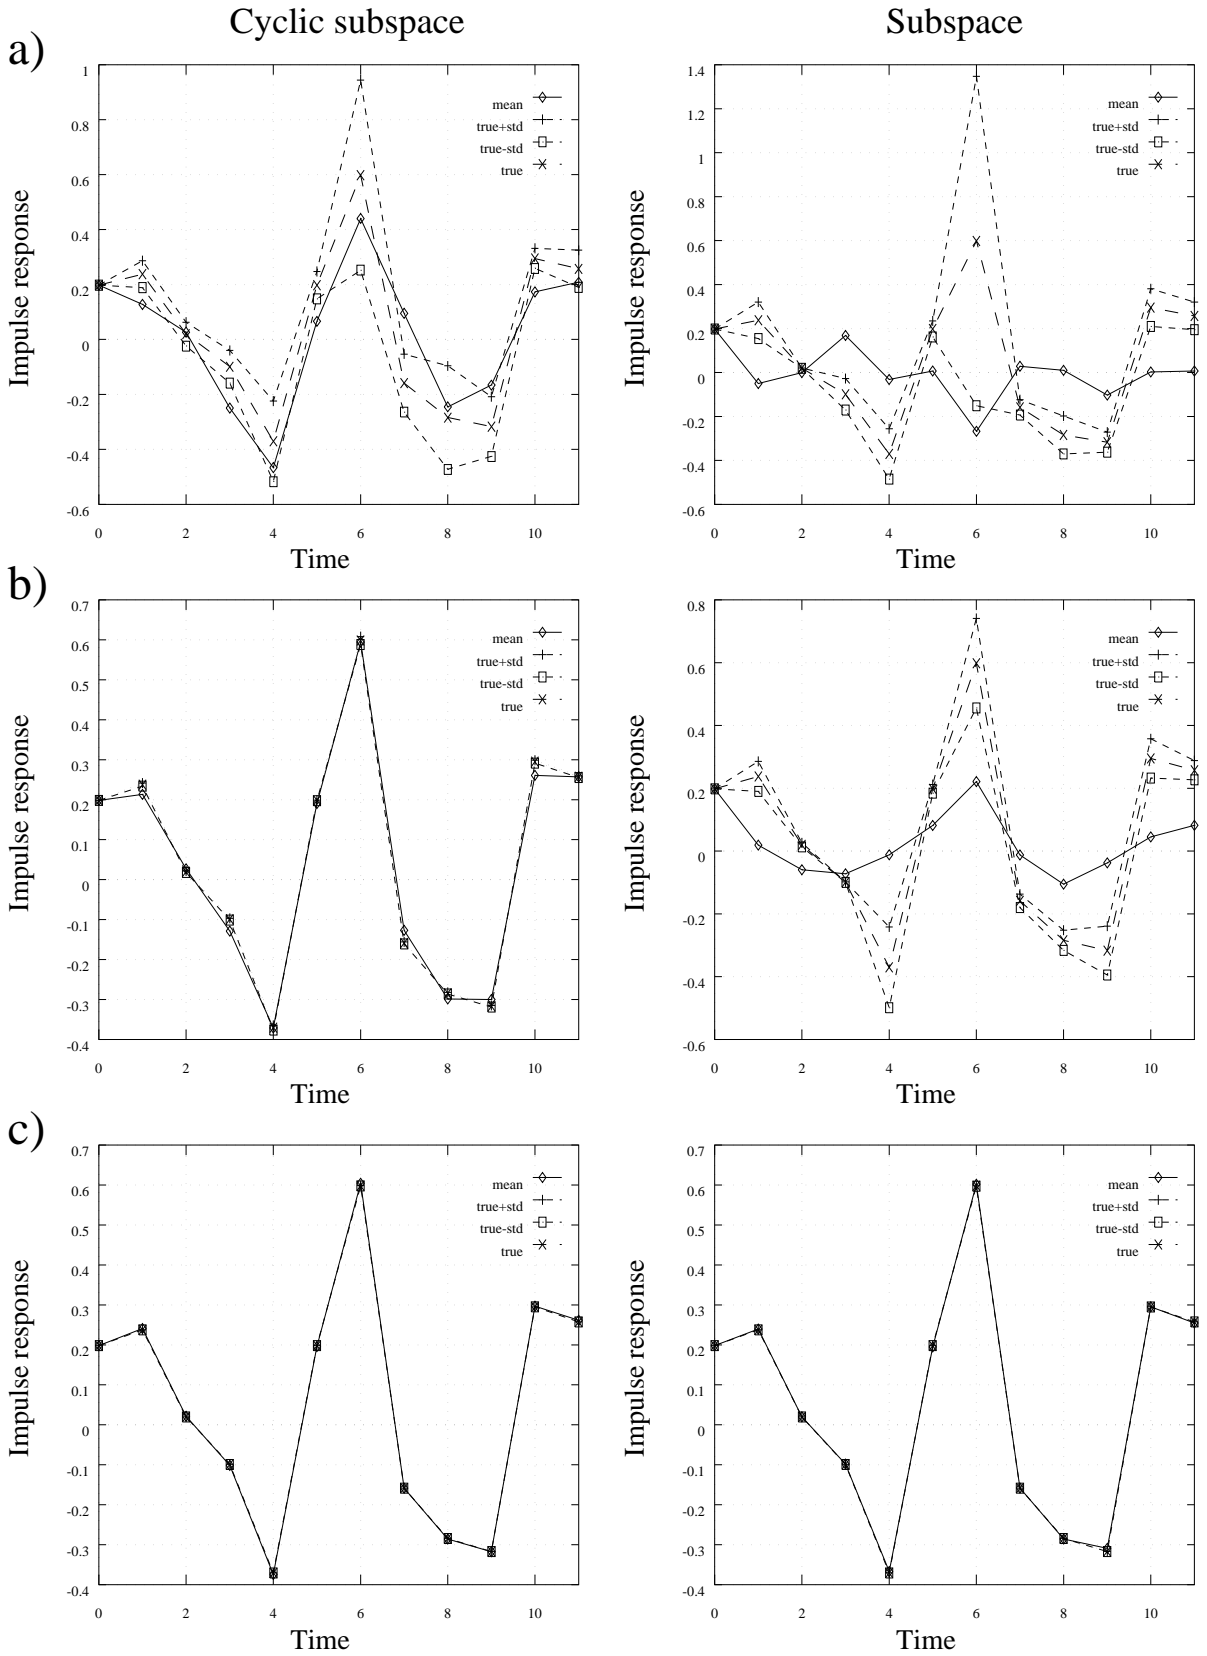 Cyclic subspace
Subspace
a)
Impulse response
1
0.8
0.6
0.4
0.2
0
-0.2
-0.4
-0.6
mean
true+std
true-std
true
0 2 4 6 8 10
Time
Impulse response
1.4
1.2
1
0.8
0.6
0.4
0.2
0
-0.2
-0.4
-0.6
mean
true+std
true-std
true
0 2 4 6 8 10
Time
b)
Impulse response
0.7
0.6
0.5
0.4
0.3
0.2
0.1
0
-0.1
-0.2
-0.3
-0.4
mean
true+std
true-std
true
0 2 4 6 8 10
Time
Impulse response
0.8
0.6
0.4
0.2
0
-0.2
-0.4
-0.6
mean
true+std
true-std
true
0 2 4 6 8 10
Time
c)
Impulse response
0.7
0.6
0.5
0.4
0.3
0.2
0.1
0
-0.1
-0.2
-0.3
-0.4
mean
true+std
true-std
true
0 2 4 6 8 10
Time
Impulse response
0.7
0.6
0.5
0.4
0.3
0.2
0.1
0
-0.1
-0.2
-0.3
-0.4
mean
true+std
true-std
true
0 2 4 6 8 10
Time